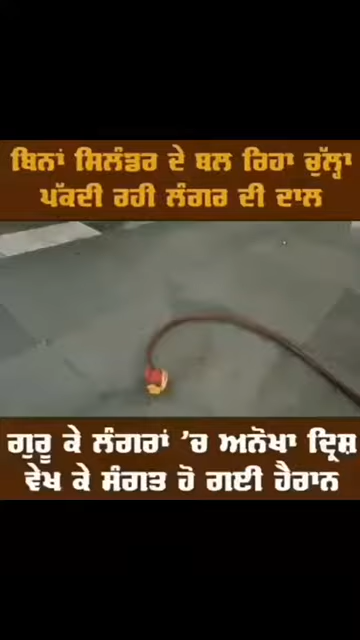 ਬਿਨਾਂ ਸਿਲੰਡਰ ਦੇ ਬਲ ਰਿਹਾ ਚੁੱਲ੍ਹਾ
ਪੱਕਦੀ ਰਹੀ ਲੰਗਰ ਦੀ ਦਾਲ
ਗੁਰੂ ਕੇ ਲੰਗਰਾਂ 'ਚ ਅਨੋਖਾ ਦ੍ਰਿਸ਼
ਵੇਖ ਕੇ ਸੰਗਤ ਹੋ ਗਈ ਹੈਰਾਨ